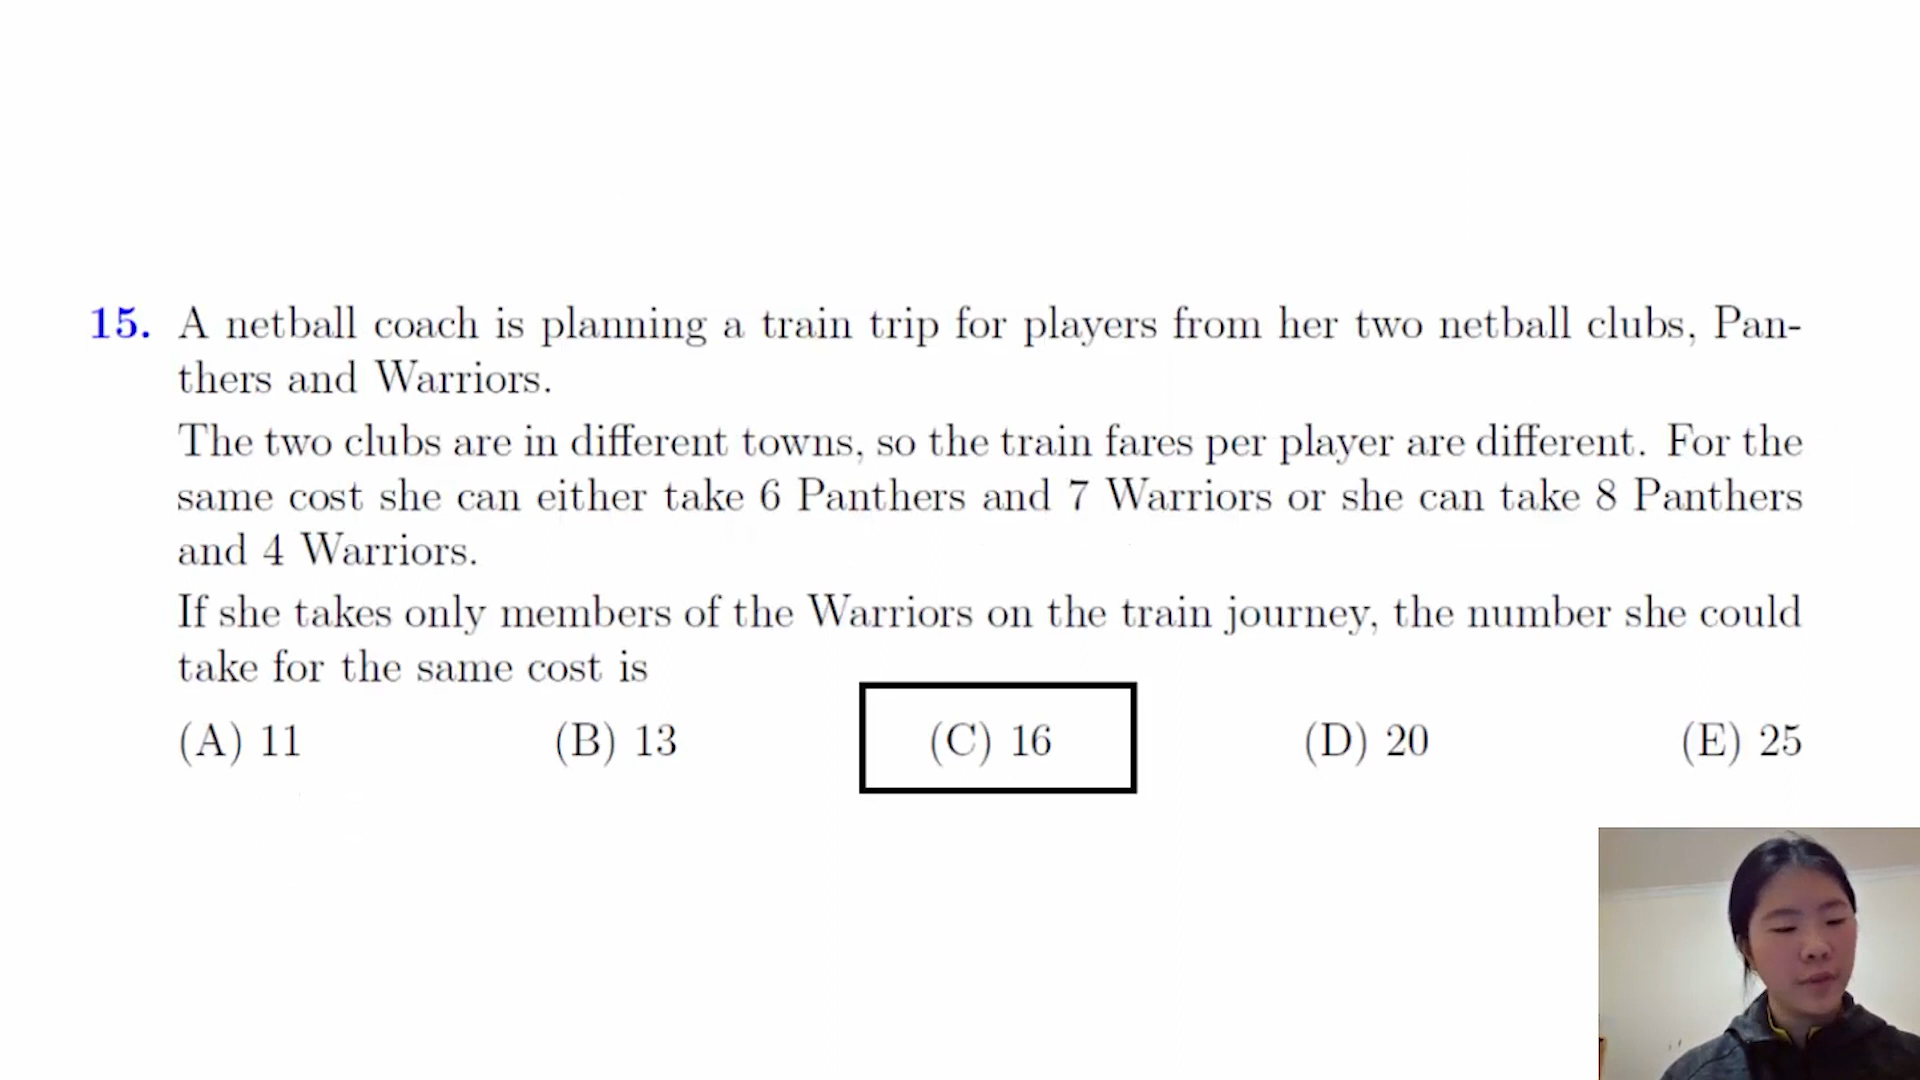 15. A netball coach is planning a train trip for players from her two netball clubs, Pan-
thers and Warriors.
The two clubs are in different towns, so the train fares per player are different. For the
same cost she can either take 6 Panthers and 7 Warriors or she can take 8 Panthers
and 4 Warriors.
If she takes only members of the Warriors on the train journey, the number she could
take for the same cost is
(A) 11 (B) 13 (C) 16 (D) 20 (E) 25